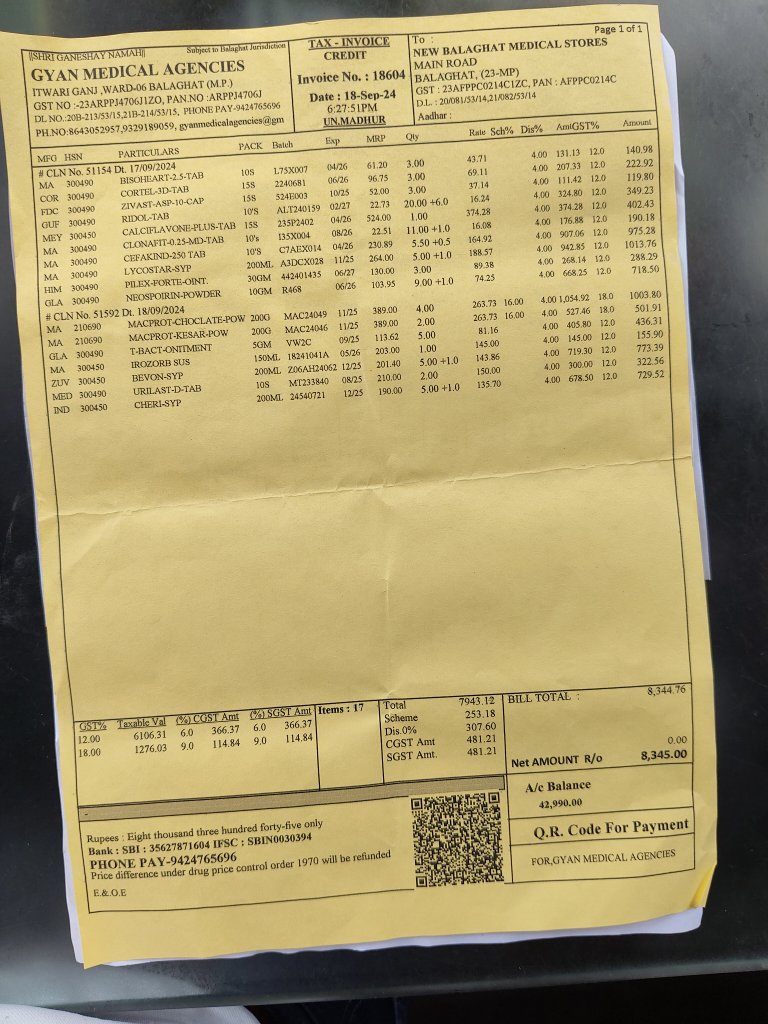 ||SHRI GANESHAY NAMAH|| Subject to Balaghat Jurisdiction
GYAN MEDICAL AGENCIES
ITWARI GANJ ,WARD-06 BALAGHAT (M.P.)
GST NO :-23ARPPJ4706J1ZO, PAN.NO :ARPPJ4706J
DL NO.:20B-213/53/15,21B-214/53/15, PHONE PAY-9424765696
PH.NO:8643052957,9329189059, gyanmedicalagencies@gm
TAX - INVOICE
CREDIT
Invoice No. : 18604
Date : 18-Sep-24
6:27:51PM
UN.MADHUR
Page 1 of 1
To :
NEW BALAGHAT MEDICAL STORES
MAIN ROAD
BALAGHAT, (23-MP)
GST : 23AFPPC0214C1ZC, PAN : AFPPC0214C
D.L. : 20/081/53/14,21/082/53/14
Aadhar :
MFG HSN PARTICULARS PACK Batch Exp MRP Qty Rate Sch% Dis% Amt GST% Amount
# CLN No. 51154 Dt. 17/09/2024
MA 300490 BISOHEART-2.5-TAB 10S L75X007 04/26 61.20 3.00 43.71 4.00 131.13 12.0 140.98
COR 300490 CORTEL-3D-TAB 15S 2240681 06/26 96.75 3.00 69.11 4.00 207.33 12.0 222.92
FDC 300490 ZIVAST-ASP-10-CAP 15S 524E003 10/25 52.00 3.00 37.14 4.00 111.42 12.0 119.80
GUF 300490 RIDOL-TAB 10'S ALT240159 02/27 22.73 20.00 +6.0 16.24 4.00 324.80 12.0 349.23
MEY 300450 CALCIFLAVONE-PLUS-TAB 15S 235P2402 04/26 524.00 1.00 374.28 4.00 374.28 12.0 402.43
MA 300490 CLONAFIT-0.25-MD-TAB 10's 135X004 08/26 22.51 11.00 +1.0 16.08 4.00 176.88 12.0 190.18
MA 300490 CEFAKIND-250 TAB 10'S C7AEX014 04/26 230.89 5.50 +0.5 164.92 4.00 907.06 12.0 975.28
MA 300490 LYCOSTAR-SYP 200ML A3DCX028 11/25 264.00 5.00 +1.0 188.57 4.00 942.85 12.0 1013.76
HIM 300490 PILEX-FORTE-OINT. 30GM 442401435 06/27 130.00 3.00 89.38 4.00 268.14 12.0 288.29
GLA 300490 NEOSPOIRIN-POWDER 10GM R468 06/26 103.95 9.00 +1.0 74.25 4.00 668.25 12.0 718.50
# CLN No. 51592 Dt. 18/09/2024
MA 210690 MACPROT-CHOCLATE-POW 200G MAC24049 11/25 389.00 4.00 263.73 16.00 4.00 1,054.92 18.0 1003.80
MA 210690 MACPROT-KESAR-POW 200G MAC24046 11/25 389.00 2.00 263.73 16.00 4.00 527.46 18.0 501.91
GLA 300490 T-BACT-ONITMENT 5GM VW2C 09/25 113.62 5.00 81.16 4.00 405.80 12.0 436.31
MA 300450 IROZORB SUS 150ML 18241041A 05/26 203.00 1.00 145.00 4.00 145.00 12.0 155.90
ZUV 300450 BEVON-SYP 200ML Z06AH24062 12/25 201.40 5.00 +1.0 143.86 4.00 719.30 12.0 773.39
MED 300490 URILAST-D-TAB 10S MT233840 08/25 210.00 2.00 150.00 4.00 300.00 12.0 322.56
IND 300450 CHERI-SYP 200ML 24540721 12/25 190.00 5.00 +1.0 135.70 4.00 678.50 12.0 729.52
GST% Taxable Val (%) CGST Amt (%) SGST Amt
12.00 6106.31 6.0 366.37 6.0 366.37
18.00 1276.03 9.0 114.84 9.0 114.84
Items : 17
Total 7943.12
Scheme 253.18
Dis.0% 307.60
CGST Amt 481.21
SGST Amt. 481.21
BILL TOTAL : 8,344.76
0.00
Net AMOUNT R/o 8,345.00
A/c Balance
42,990.00
Q.R. Code For Payment
FOR,GYAN MEDICAL AGENCIES
Rupees : Eight thousand three hundred forty-five only
Bank : SBI : 35627871604 IFSC : SBIN0030394
PHONE PAY-9424765696
Price difference under drug price control order 1970 will be refunded
E.& O.E